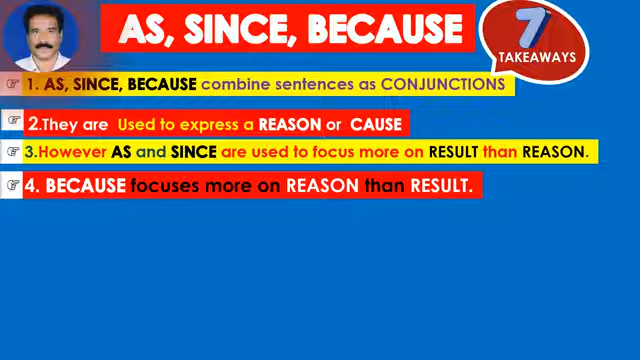 AS, SINCE, BECAUSE
7
TAKEAWAYS
1. AS, SINCE, BECAUSE combine sentences as CONJUNCTIONS
2.They are Used to express a REASON or CAUSE
3.However AS and SINCE are used to focus more on RESULT than REASON.
4. BECAUSE focuses more on REASON than RESULT.